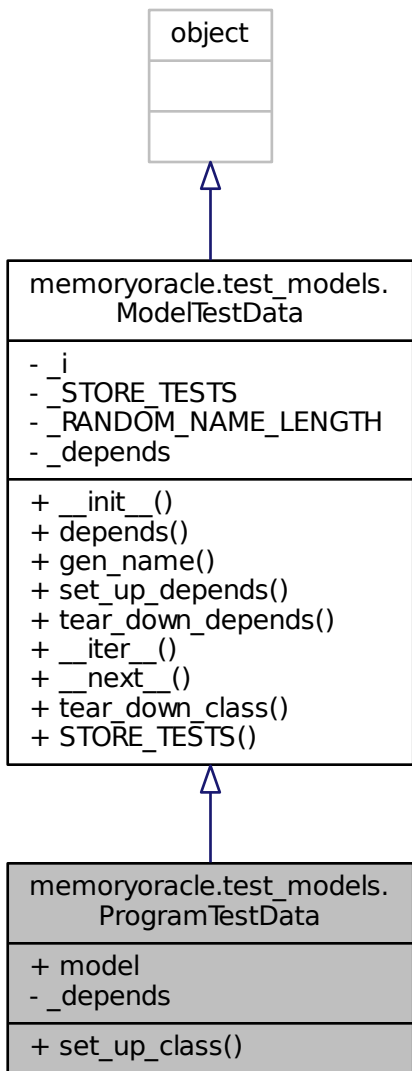 object
memoryoracle.test_models.
ModelTestData
- _i
- _STORE_TESTS
- _RANDOM_NAME_LENGTH
- _depends
+ __init__()
+ depends()
+ gen_name()
+ set_up_depends()
+ tear_down_depends()
+ __iter__()
+ __next__()
+ tear_down_class()
+ STORE_TESTS()
memoryoracle.test_models.
ProgramTestData
+ model
- _depends
+ set_up_class()